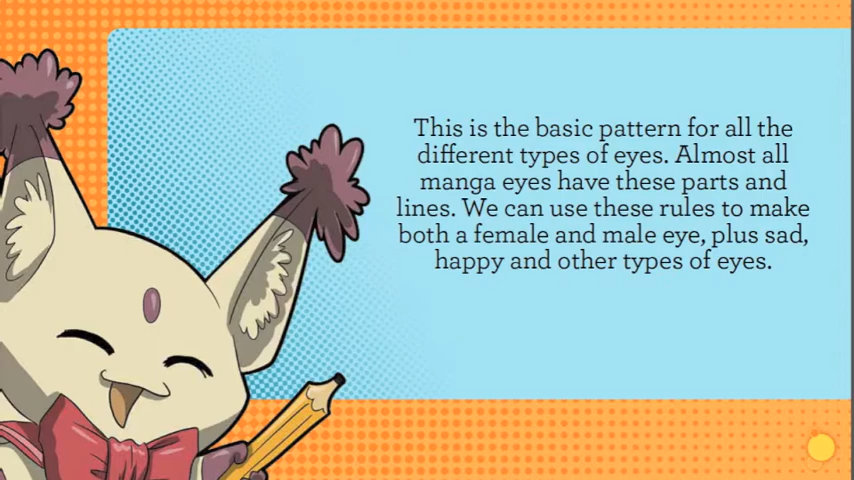 This is the basic pattern for all the
different types of eyes. Almost all
manga eyes have these parts and
lines. We can use these rules to make
both a female and male eye, plus sad,
happy and other types of eyes.